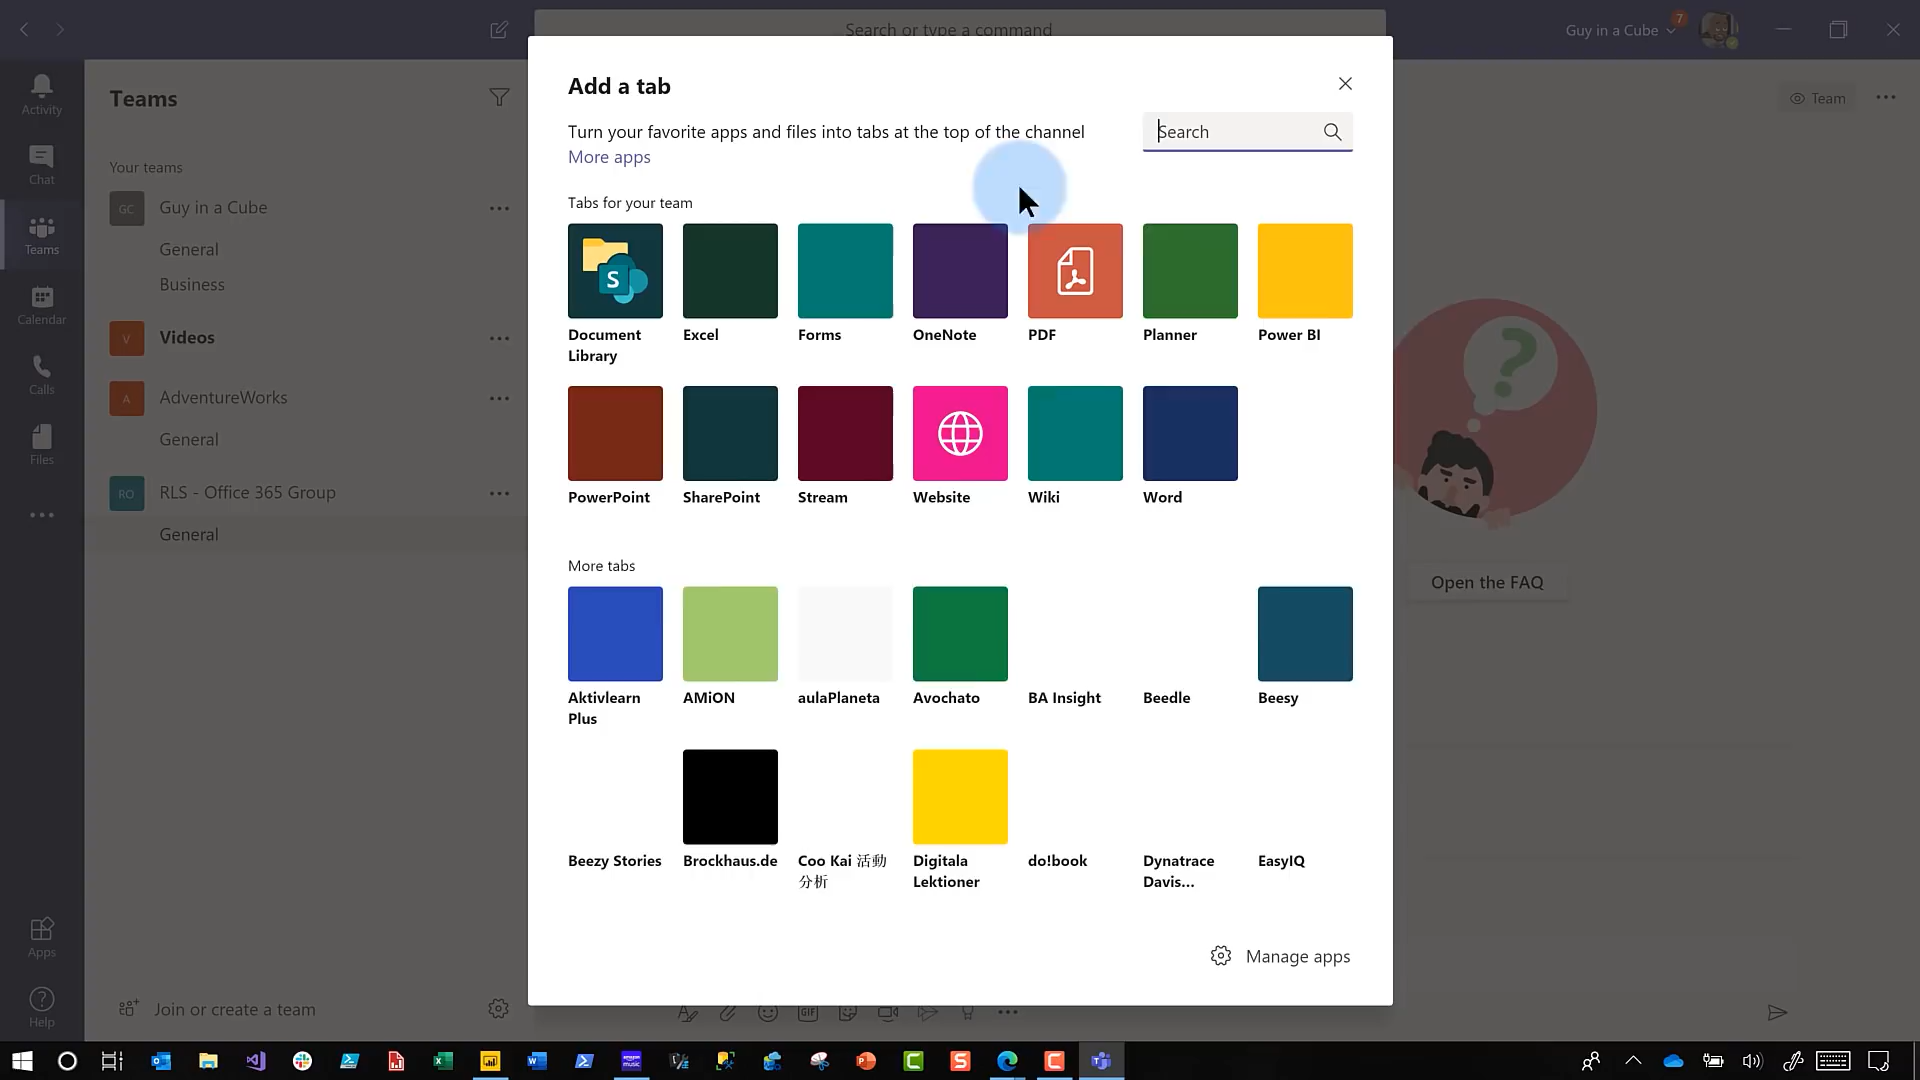 Search or type a command
Guy in a Cube
7
Activity
Chat
Teams
Calendar
Calls
Files
Apps
Help
Teams
Your teams
GC
Guy in a Cube
General
Business
V
Videos
A
AdventureWorks
General
RO
RLS - Office 365 Group
General
Join or create a team
Team
Open the FAQ
Add a tab
Turn your favorite apps and files into tabs at the top of the channel
More apps
Search
Tabs for your team
S
Document
Library
Excel
Forms
OneNote
PDF
Planner
Power BI
PowerPoint
SharePoint
Stream
Website
Wiki
Word
More tabs
Aktivlearn
Plus
AMiON
aulaPlaneta
Avochato
BA Insight
Beedle
Beesy
Beezy Stories
Brockhaus.de
Coo Kai 活動
分析
Digitala
Lektioner
do!book
Dynatrace
Davis...
EasyIQ
Manage apps
GIF